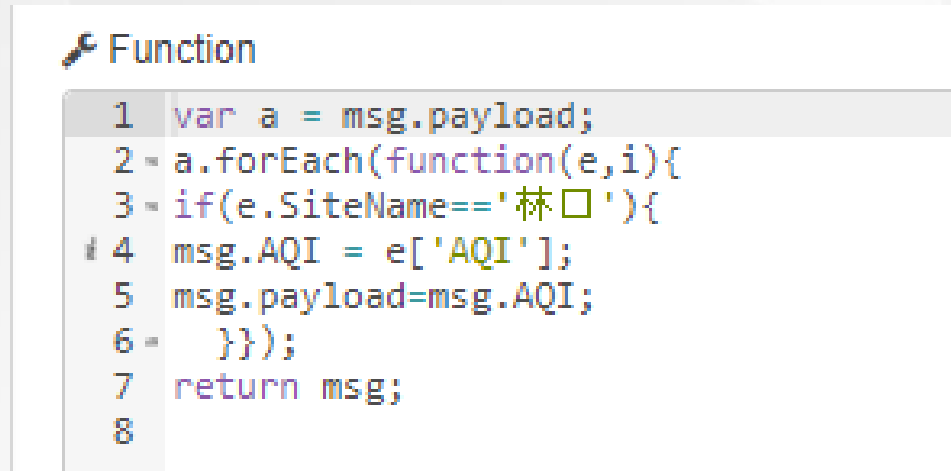 Function
1 var a = msg.payload;
2 a.forEach(function(e,i){
3 if(e.SiteName=='林口'){
4 msg.AQI = e['AQI'];
5 msg.payload=msg.AQI;
6 }});
7 return msg;
8